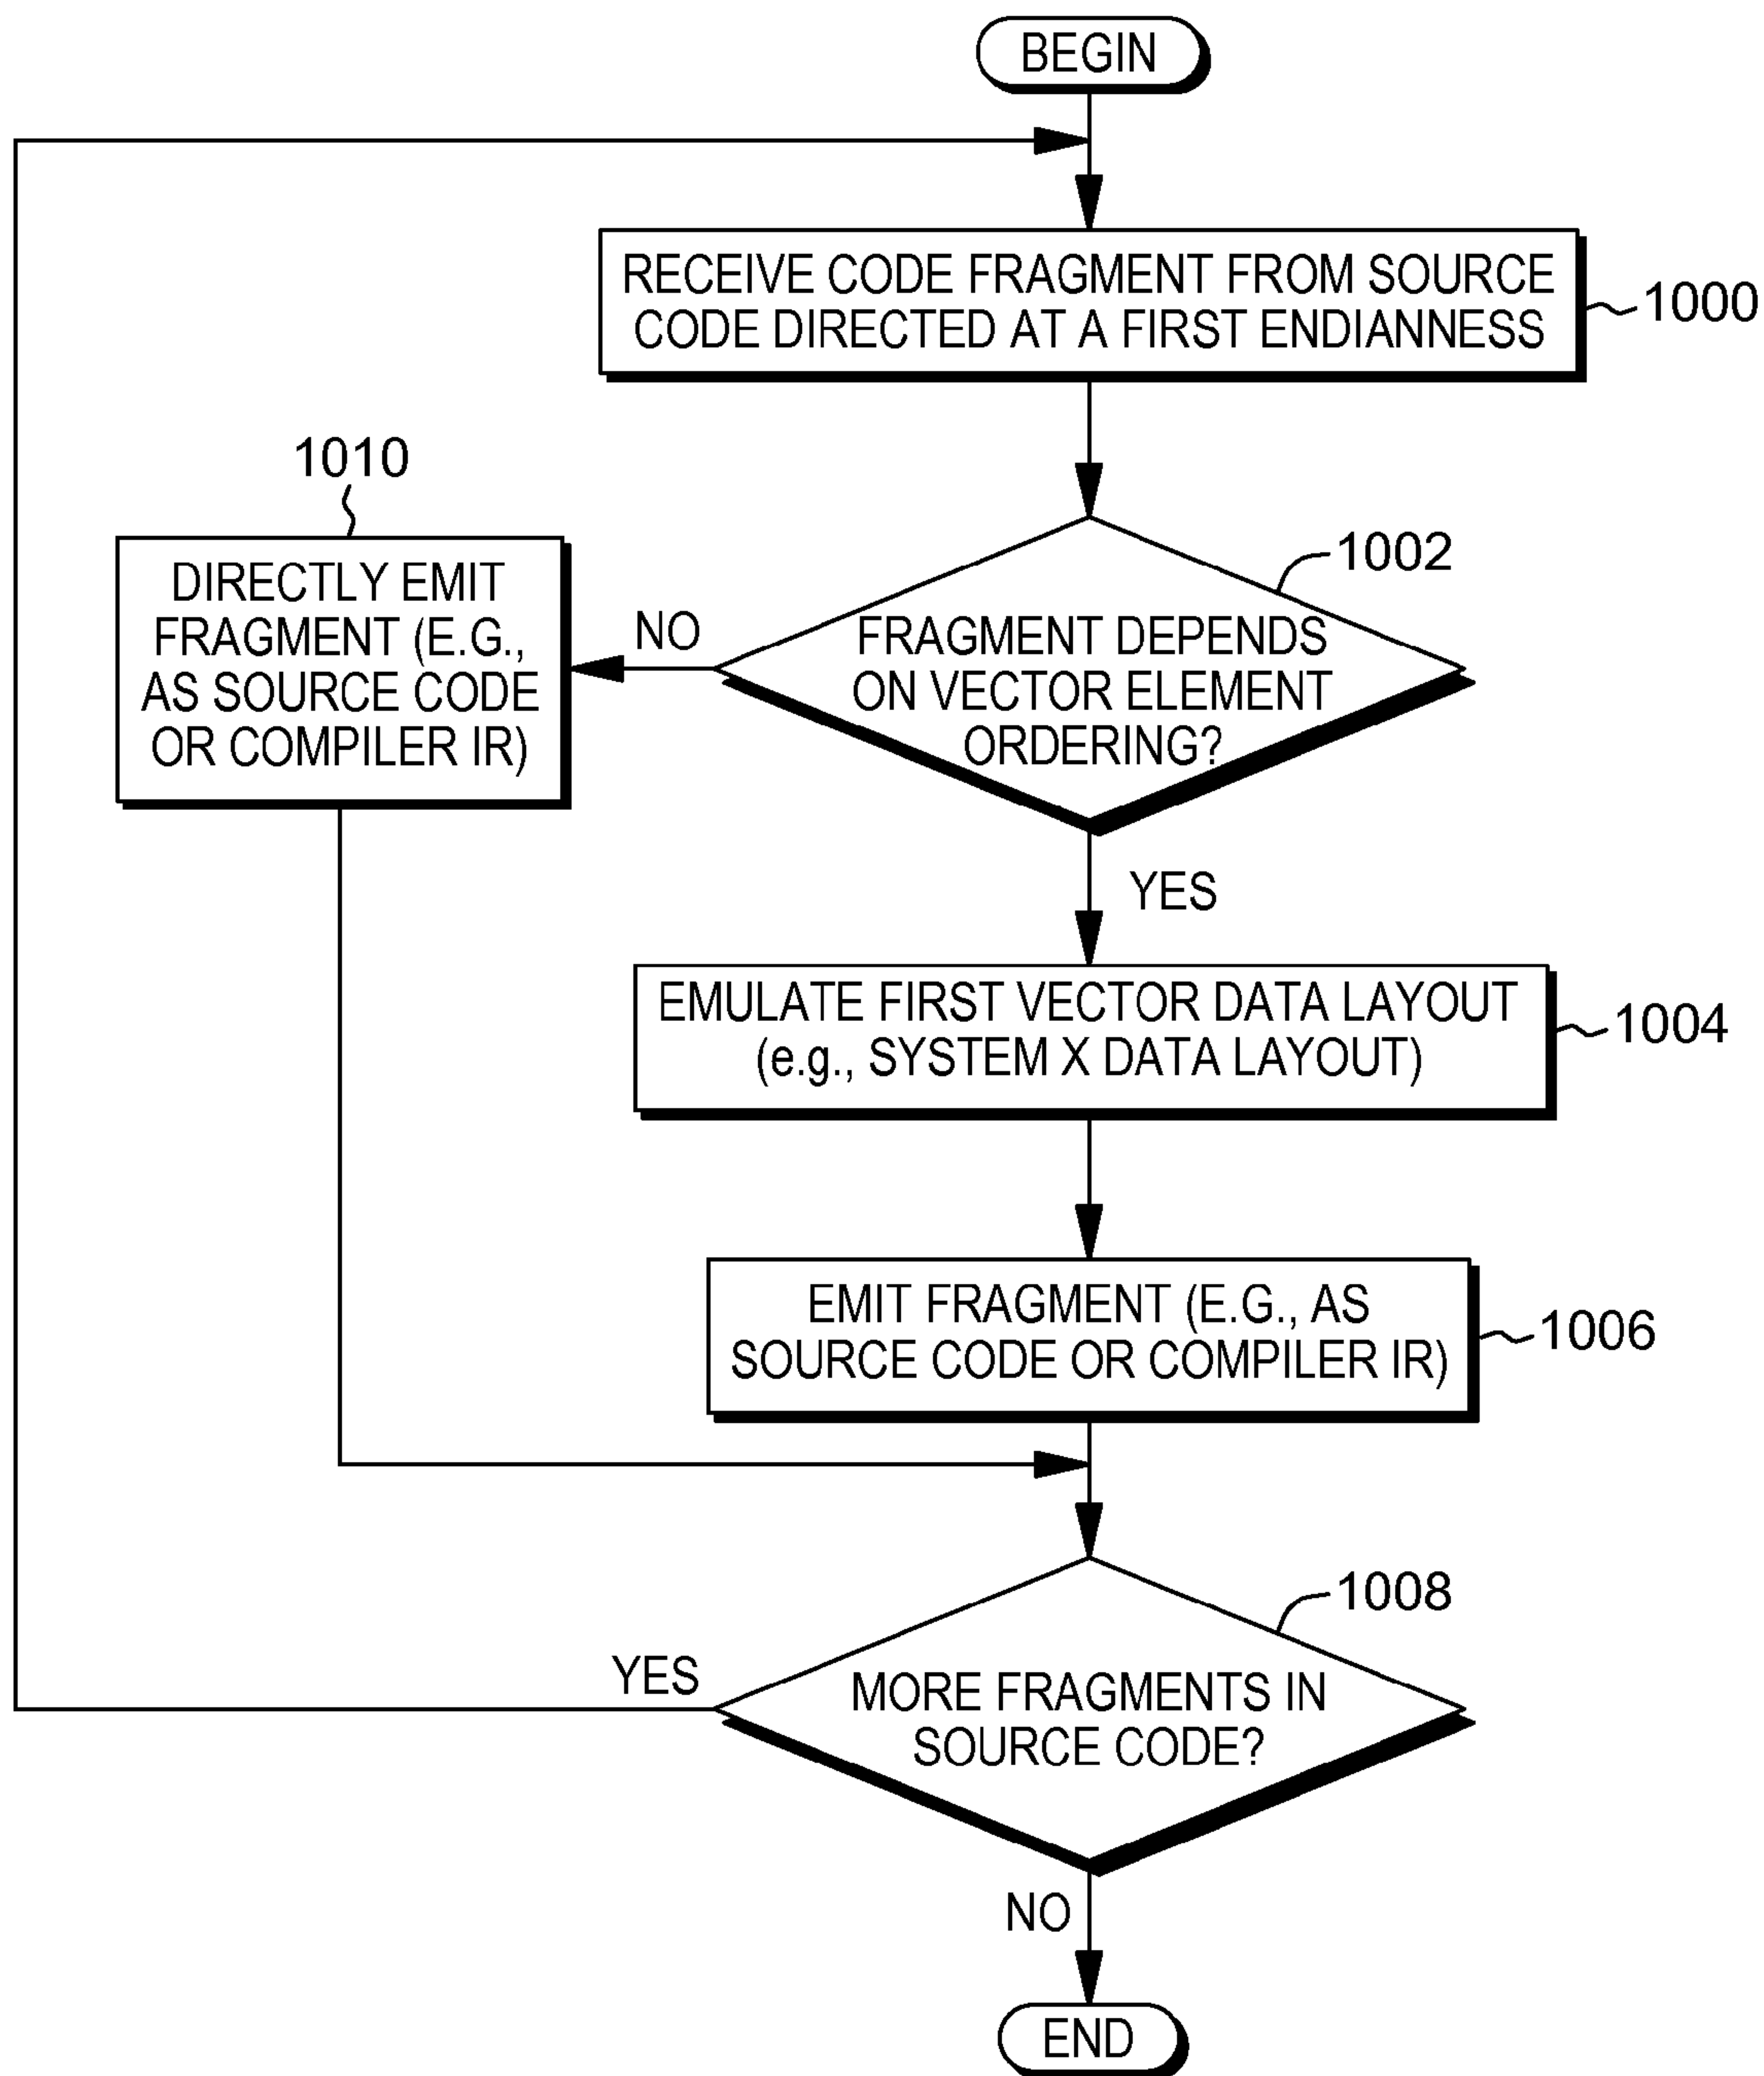 BEGIN
RECEIVE CODE FRAGMENT FROM SOURCE
CODE DIRECTED AT A FIRST ENDIANNESS
1000
1010
DIRECTLY EMIT
FRAGMENT (E.G.,
AS SOURCE CODE
OR COMPILER IR)
NO
1002
FRAGMENT DEPENDS
ON VECTOR ELEMENT
ORDERING?
YES
EMULATE FIRST VECTOR DATA LAYOUT
(e.g., SYSTEM X DATA LAYOUT)
1004
EMIT FRAGMENT (E.G., AS
SOURCE CODE OR COMPILER IR)
1006
1008
YES
MORE FRAGMENTS IN
SOURCE CODE?
NO
END